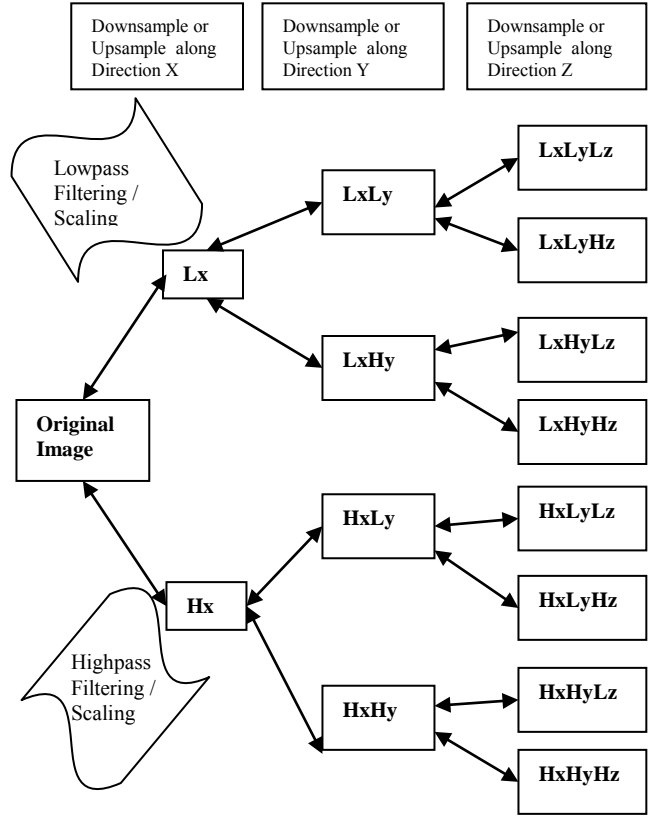 Downsample or
Upsample along
Direction X
Downsample or
Upsample along
Direction Y
Downsample or
Upsample along
Direction Z
Lowpass
Filtering /
Scaling
LxLyLz
LxLy
LxLyHz
Lx
LxHyLz
LxHy
LxHyHz
Original
Image
HxLyLz
HxLy
HxLyHz
Hx
Highpass
Filtering /
Scaling
HxHyLz
HxHy
HxHyHz